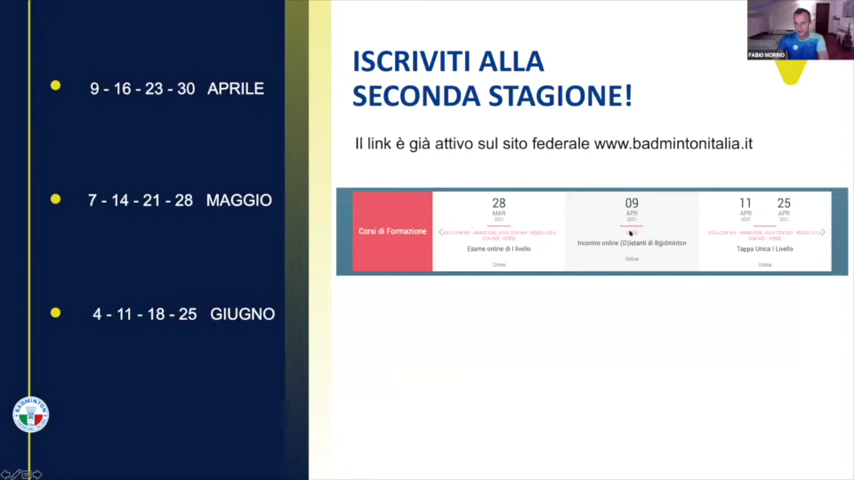 9 - 16 - 23 - 30 APRILE
7 - 14 - 21 - 28 MAGGIO
4 - 11 - 18 - 25 GIUGNO
BADMINTON
ISCRIVITI ALLA
SECONDA STAGIONE!
Il link è già attivo sul sito federale www.badmintonitalia.it
Corsi di Formazione
28
MAR
2021
Esame online di I livello
Online
09
APR
2021
Incontro online (D)istanti di B@dminton
Online
11 25
APR APR
2021 2021
Tappa Unica I Livello
Online
FABIO MORINO